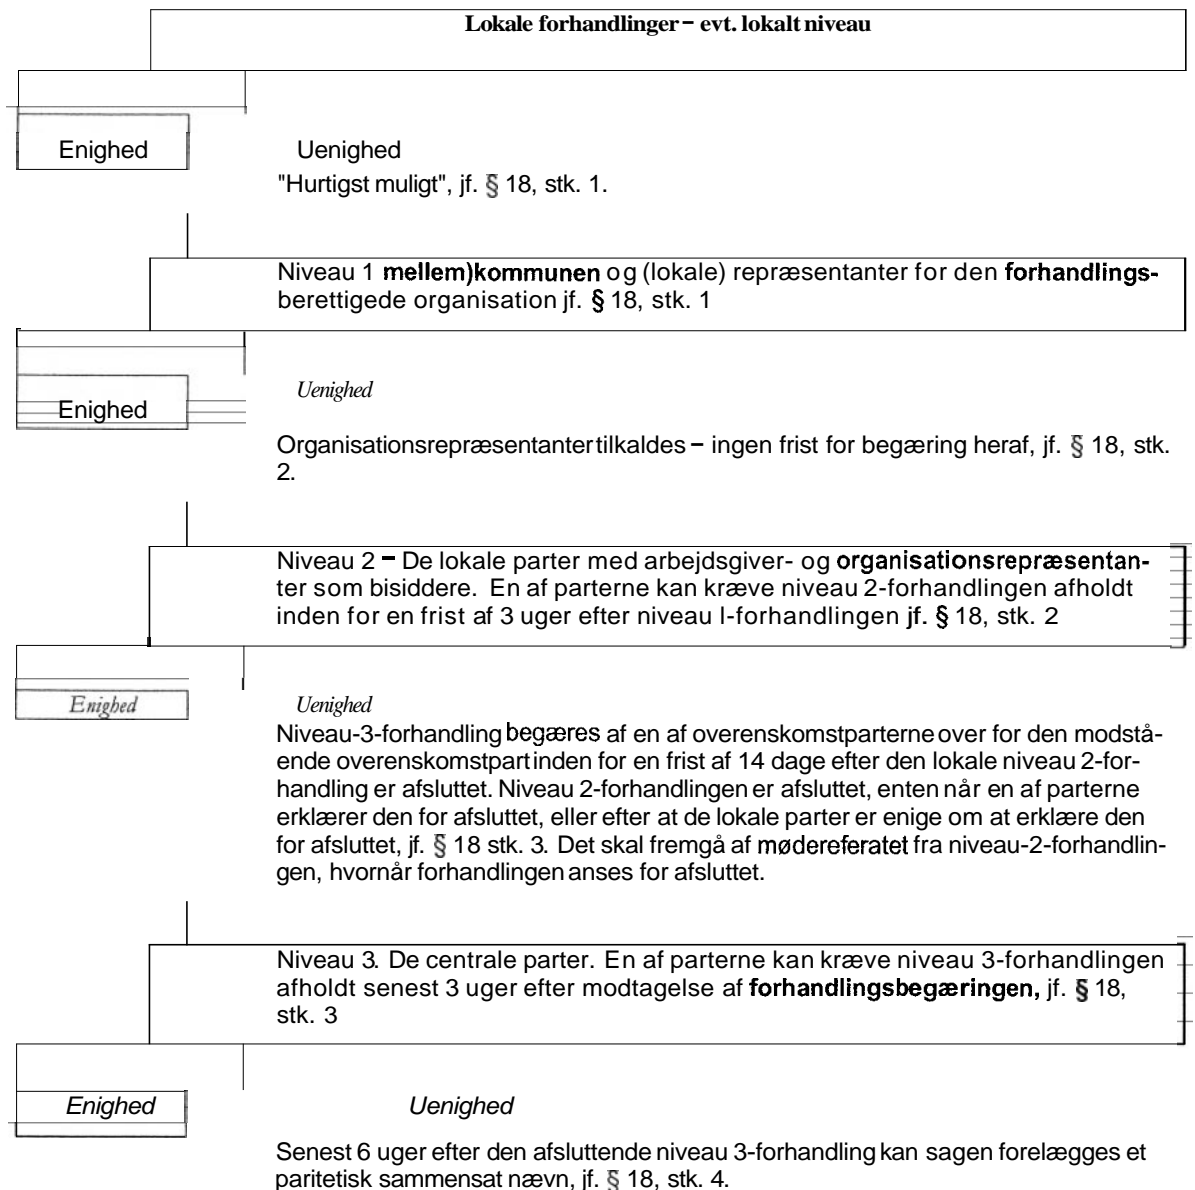 Lokale forhandlinger – evt. lokalt niveau
Enighed
Uenighed
"Hurtigst muligt", jf. § 18, stk. 1.
Niveau 1 mellem)kommunen og (lokale) repræsentanter for den forhandlings-
berettigede organisation jf. § 18, stk. 1
Enighed
Uenighed
Organisationsrepræsentanter tilkaldes – ingen frist for begæring heraf, jf. § 18, stk.
2.
Niveau 2 – De lokale parter med arbejdsgiver- og organisationsrepræsentan-
ter som bisiddere. En af parterne kan kræve niveau 2-forhandlingen afholdt
inden for en frist af 3 uger efter niveau l-forhandlingen jf. § 18, stk. 2
Enighed
Uenighed
Niveau-3-forhandling begæres af en af overenskomstparterne over for den modstå-
ende overenskomstpart inden for en frist af 14 dage efter den lokale niveau 2-for-
handling er afsluttet. Niveau 2-forhandlingen er afsluttet, enten når en af parterne
erklærer den for afsluttet, eller efter at de lokale parter er enige om at erklære den
for afsluttet, jf. § 18 stk. 3. Det skal fremgå af mødereferatet fra niveau-2-forhandlin-
gen, hvornår forhandlingen anses for afsluttet.
Niveau 3. De centrale parter. En af parterne kan kræve niveau 3-forhandlingen
afholdt senest 3 uger efter modtagelse af forhandlingsbegæringen, jf. § 18,
stk. 3
Enighed
Uenighed
Senest 6 uger efter den afsluttende niveau 3-forhandling kan sagen forelægges et
paritetisk sammensat nævn, jf. § 18, stk. 4.